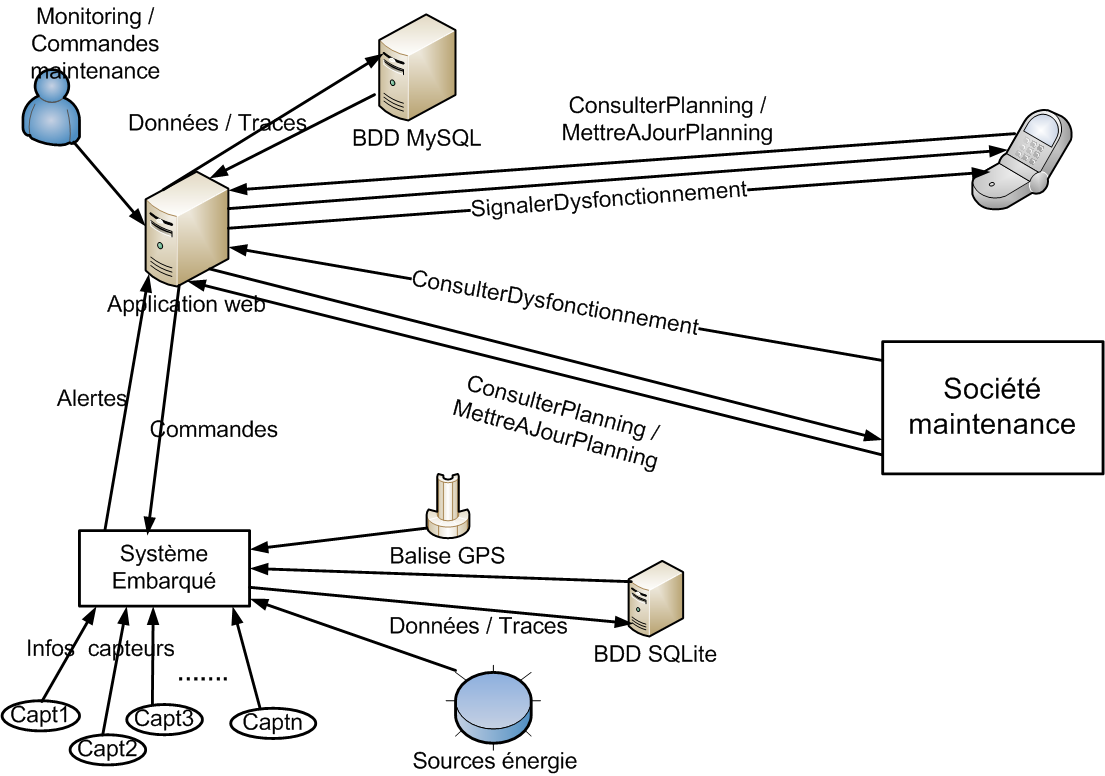 Monitoring /
Commandes
maintenance
Données / Traces
BDD MySQL
ConsulterPlanning /
MettreAJourPlanning
SignalerDysfonctionnement
Application web
ConsulterDysfonctionnement
Société
maintenance
ConsulterPlanning /
MettreAJourPlanning
Alertes
Commandes
Système
Embarqué
Balise GPS
Données / Traces
BDD SQLite
Infos capteurs
.......
Capt1
Capt2
Capt3
Captn
Sources énergie